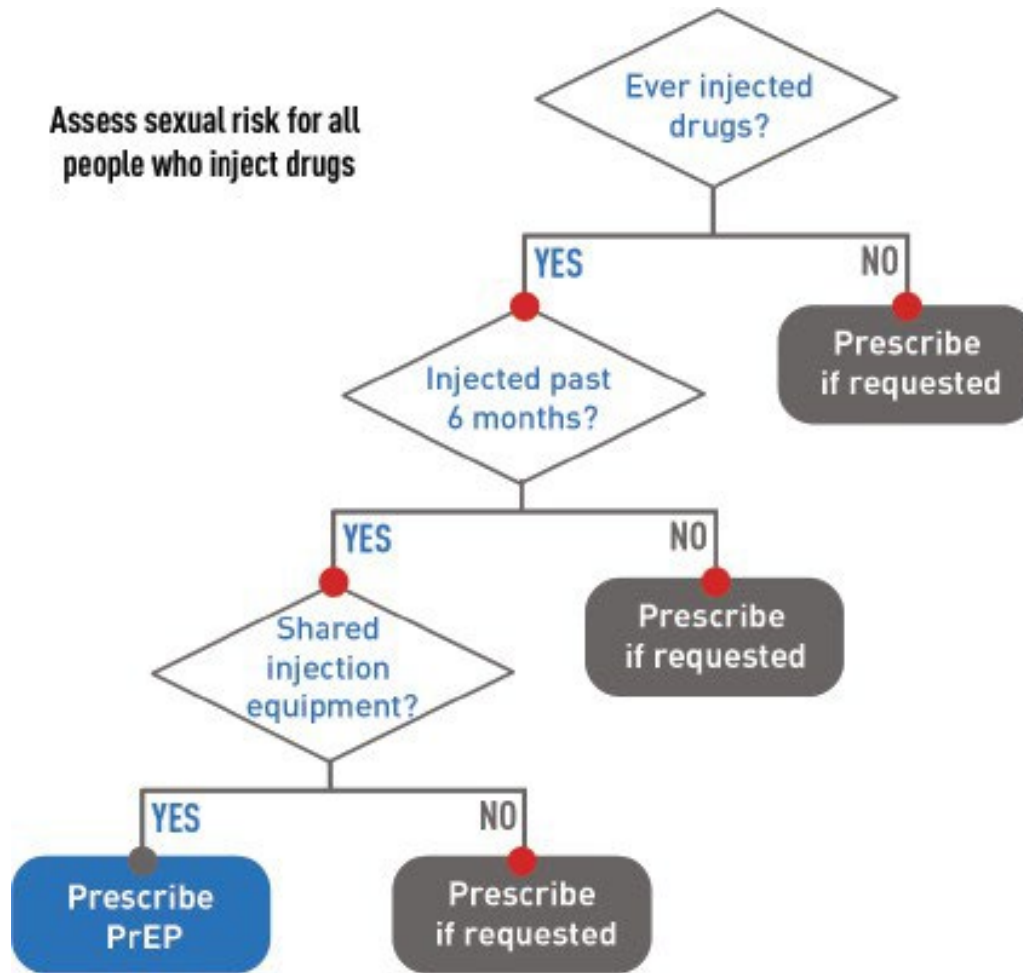 Assess sexual risk for all
people who inject drugs
Ever injected
drugs?
YES
NO
Prescribe
if requested
Injected past
6 months?
YES
NO
Prescribe
if requested
Shared
injection
equipment?
YES
NO
Prescribe
PrEP
Prescribe
if requested